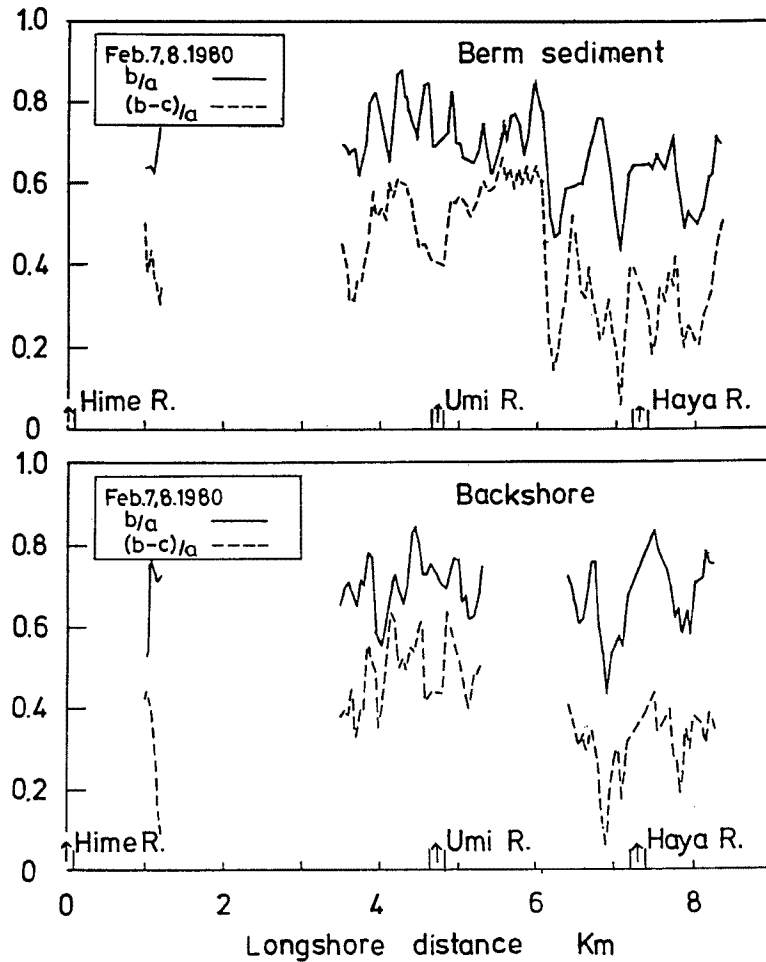 1.0
Feb.7,8.1980
b/a
(b-c)/a
Berm sediment
0.8
0.6
0.4
0.2
Hime R.
Umi R.
Haya R.
0
1.0
Feb.7,8.1980
b/a
(b-c)/a
Backshore
0.8
0.6
0.4
0.2
Hime R.
Umi R.
Haya R.
0
0 2 4 6 8
Longshore distance Km